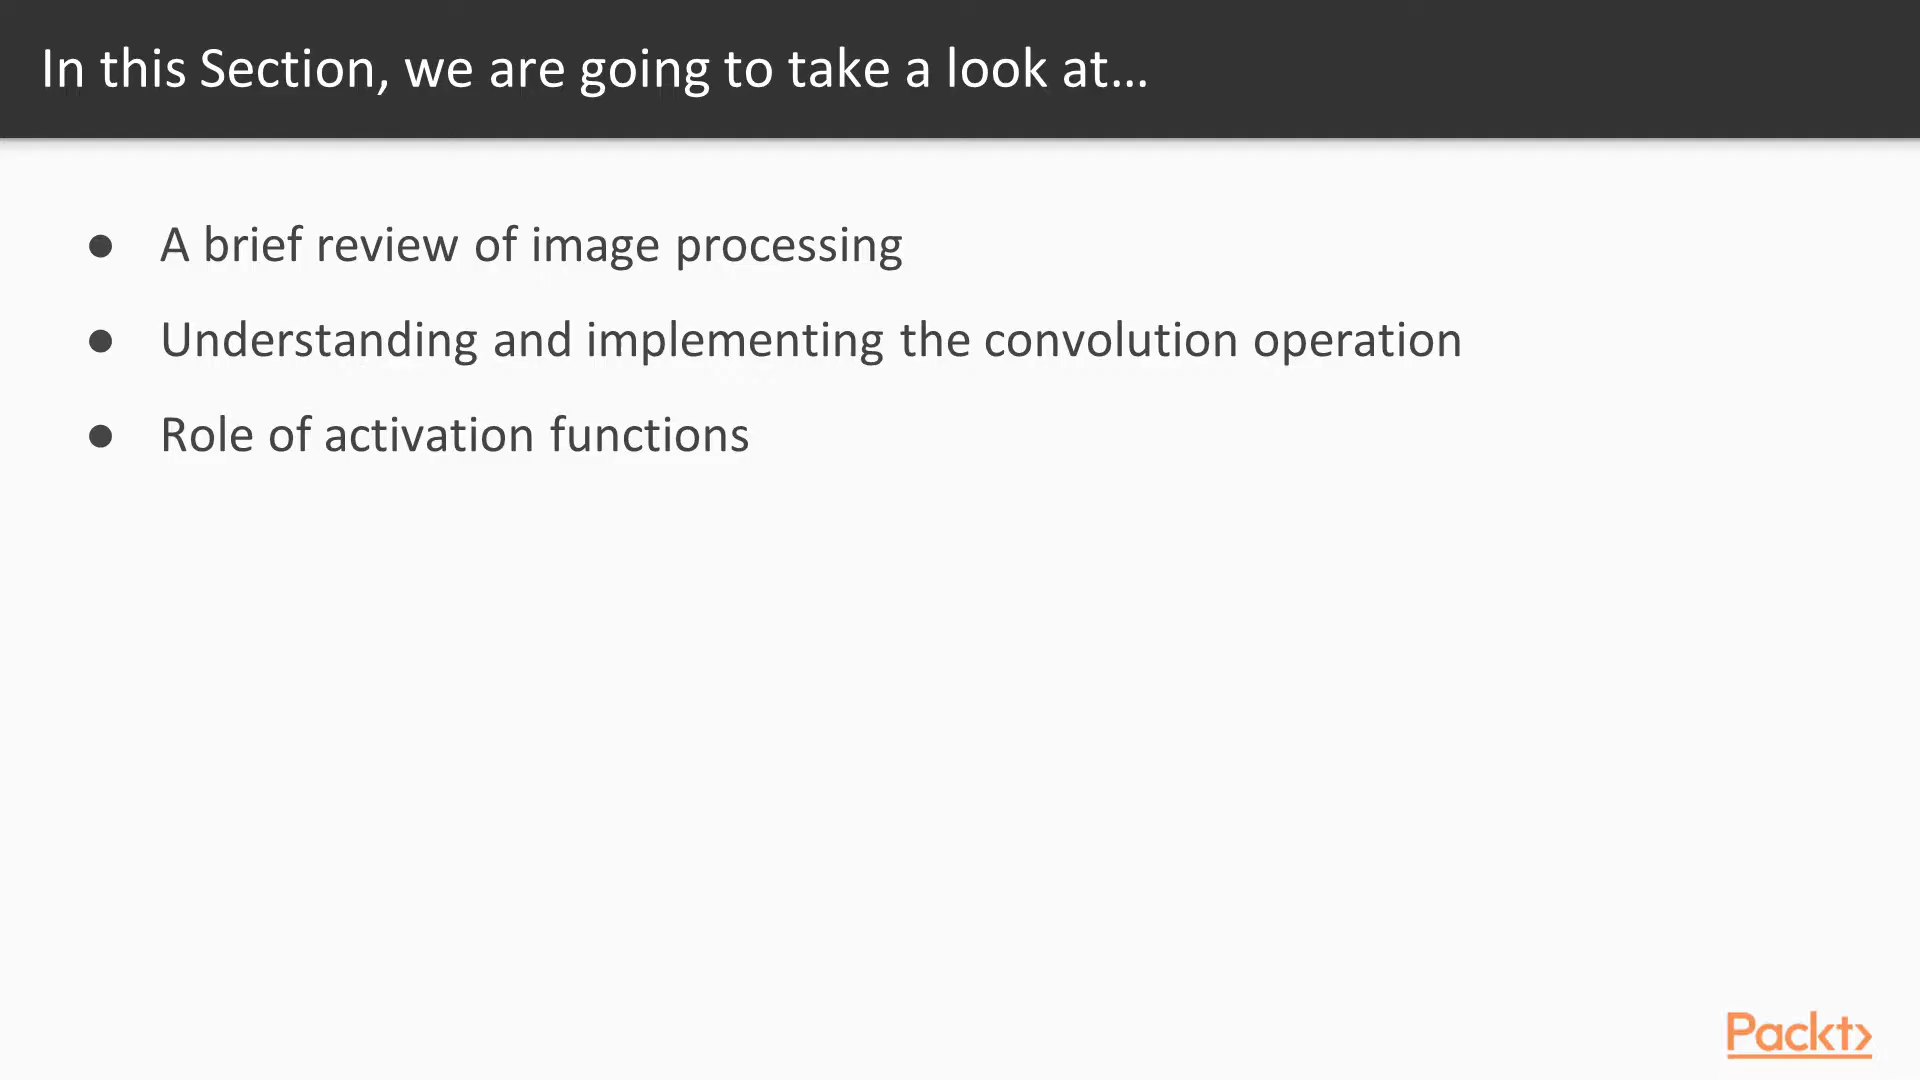 In this Section, we are going to take a look at...
● A brief review of image processing
● Understanding and implementing the convolution operation
● Role of activation functions
Packt>